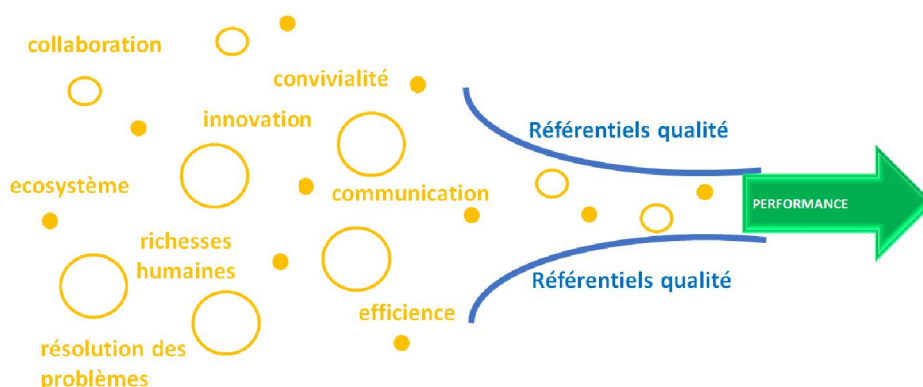 collaboration
convivialité
innovation
Référentiels qualité
ecosystème
communication
PERFORMANCE
richesses
humaines
Référentiels qualité
efficience
résolution des
problèmes